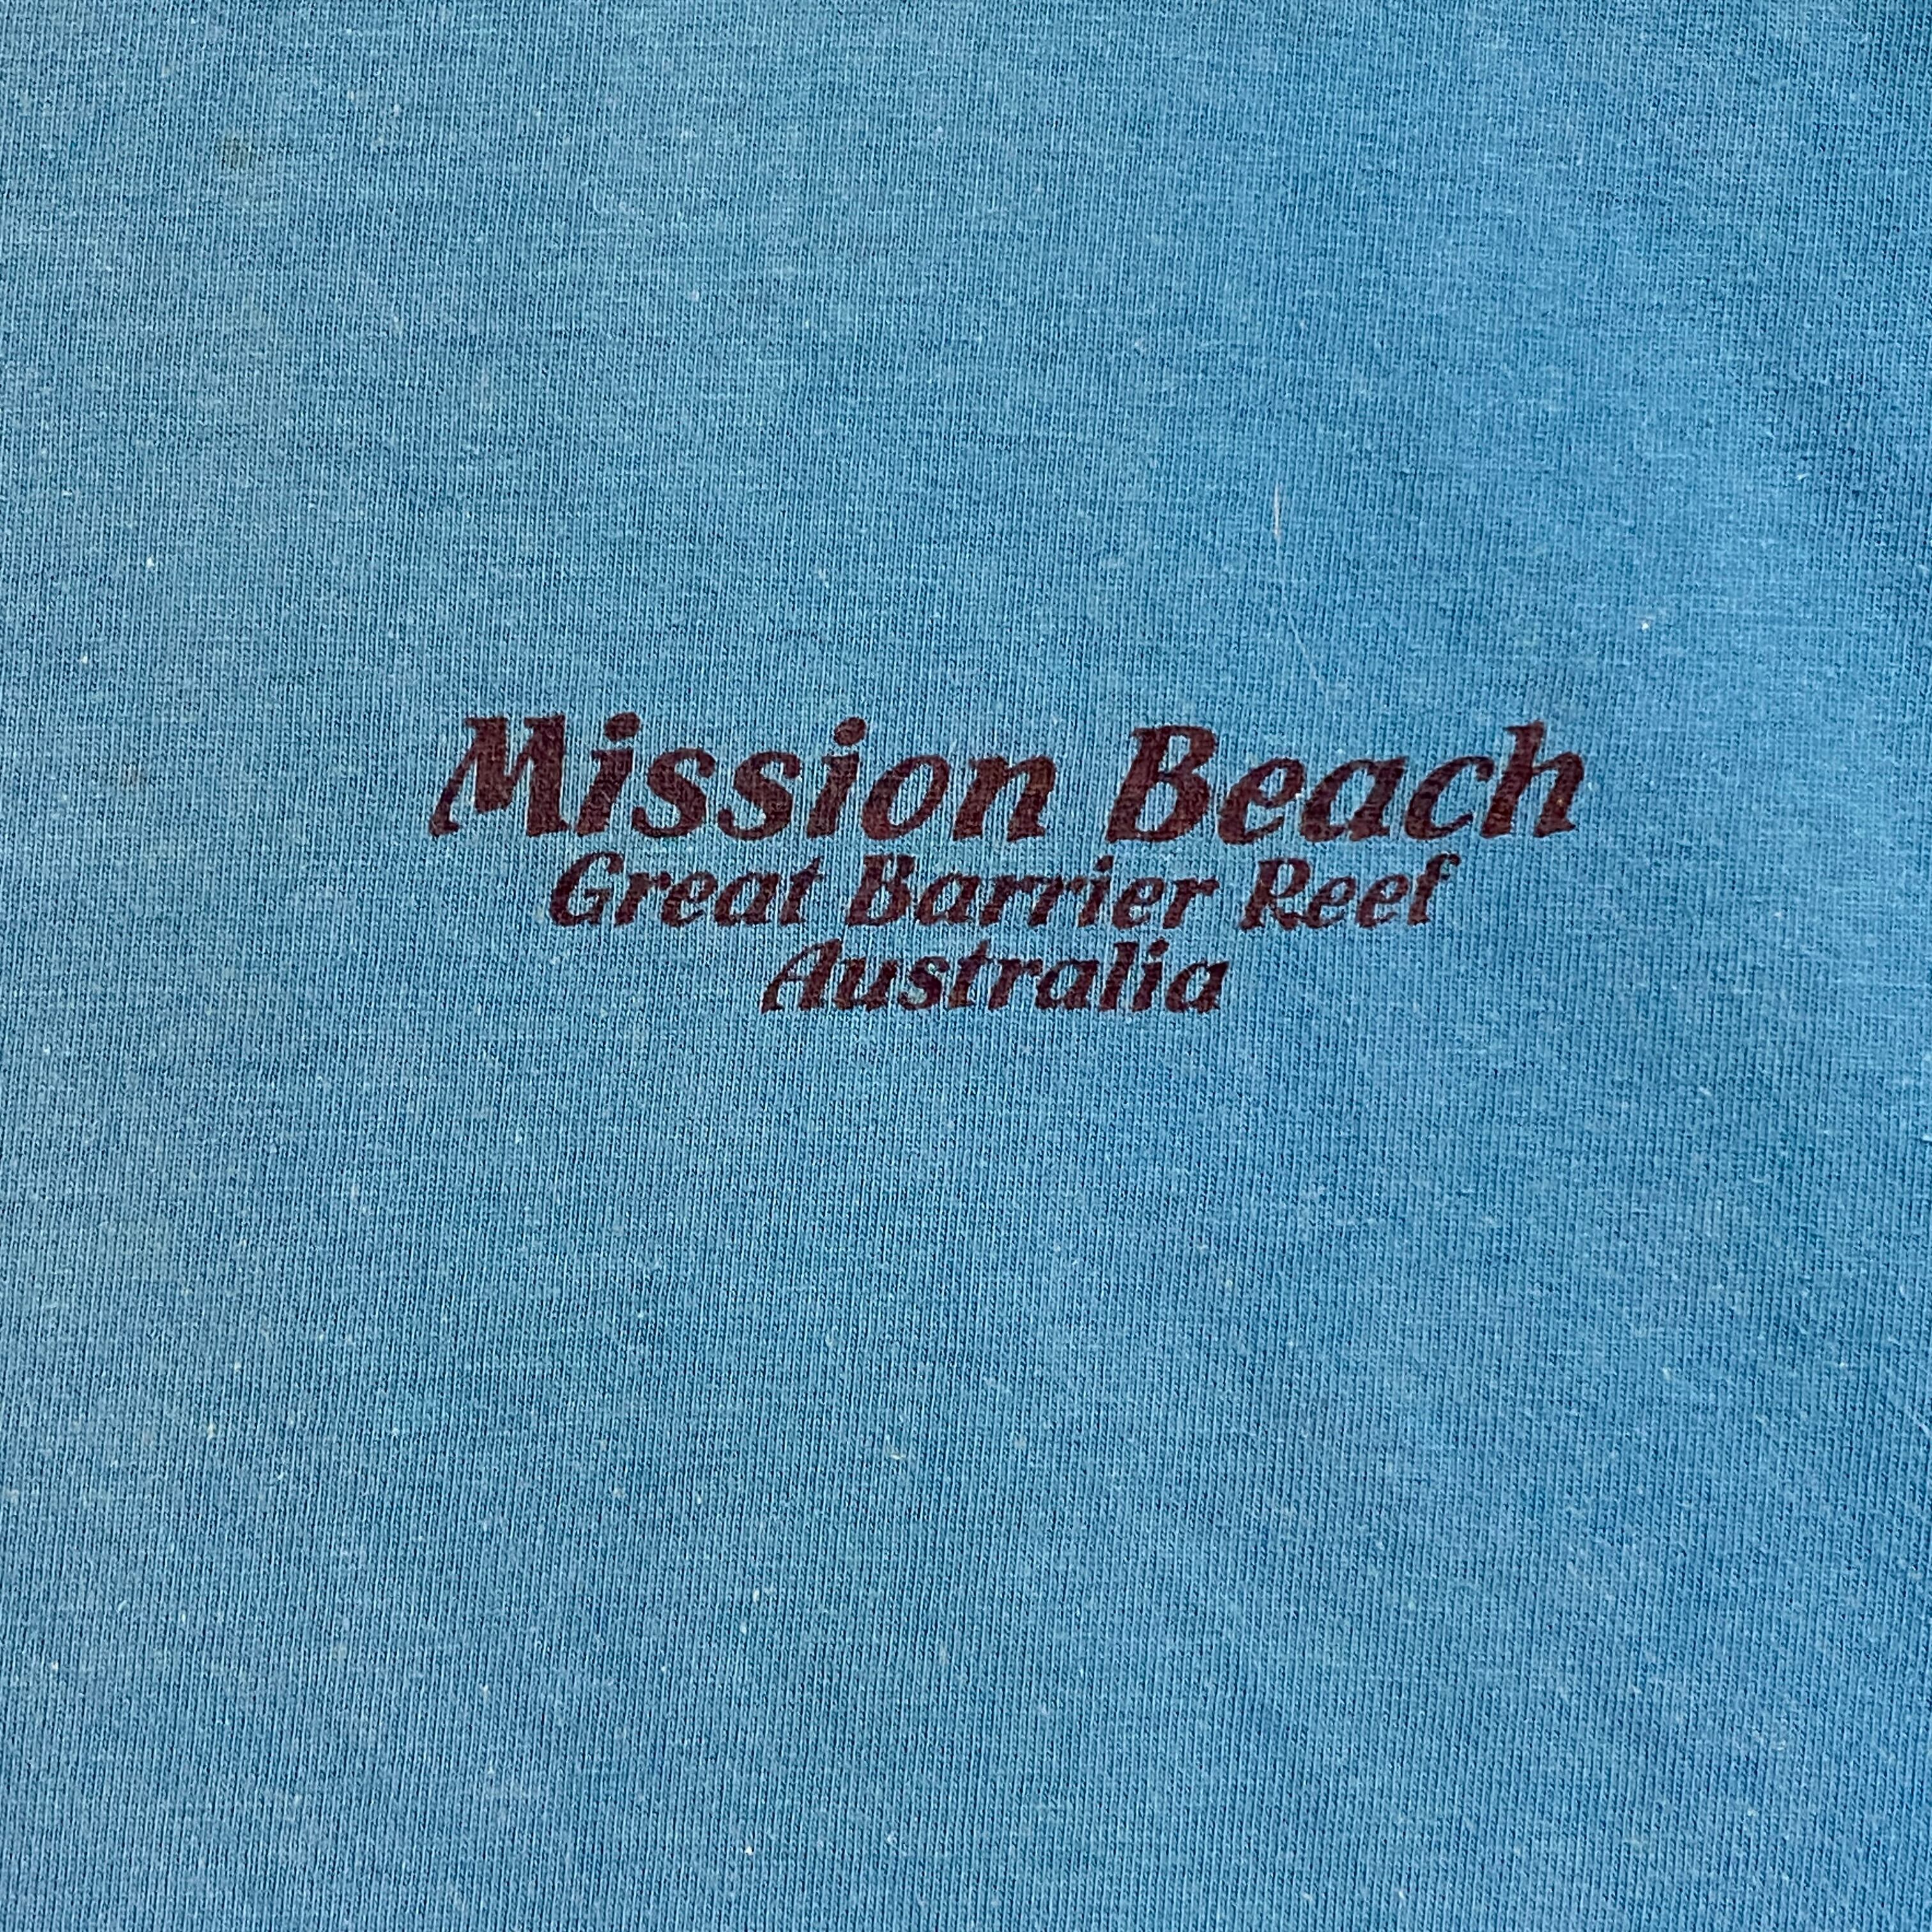 Mission Beach
Great Barrier Reef
Australia